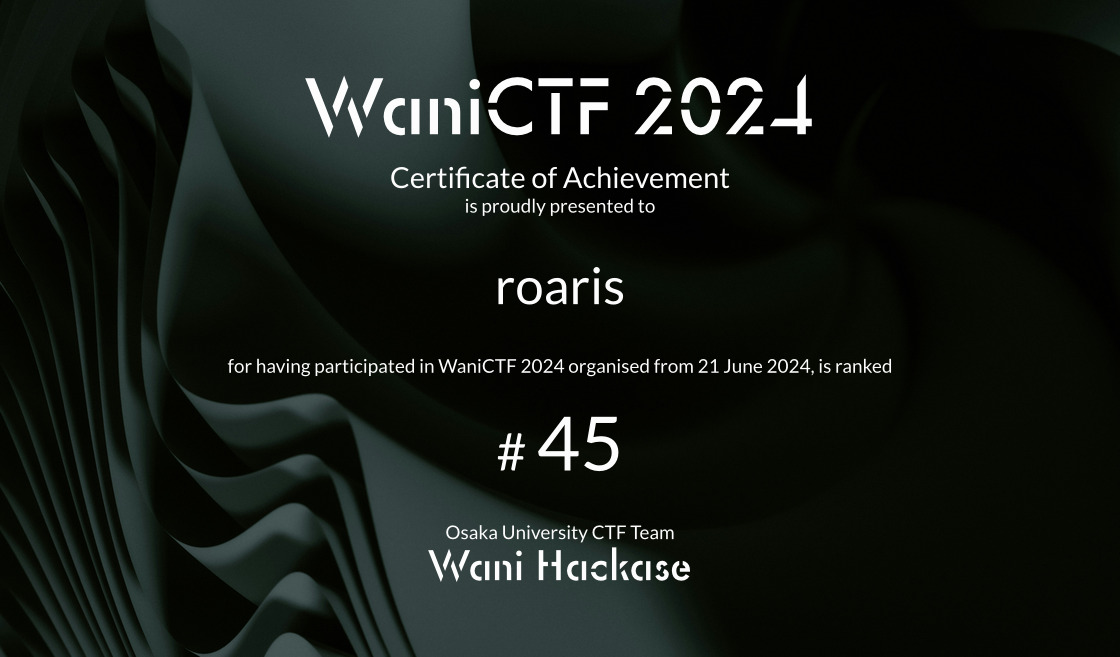 WaniCTF 2024
Certificate of Achievement
is proudly presented to
roaris
for having participated in WaniCTF 2024 organised from 21 June 2024, is ranked
# 45
Osaka University CTF Team
Wani Hackase